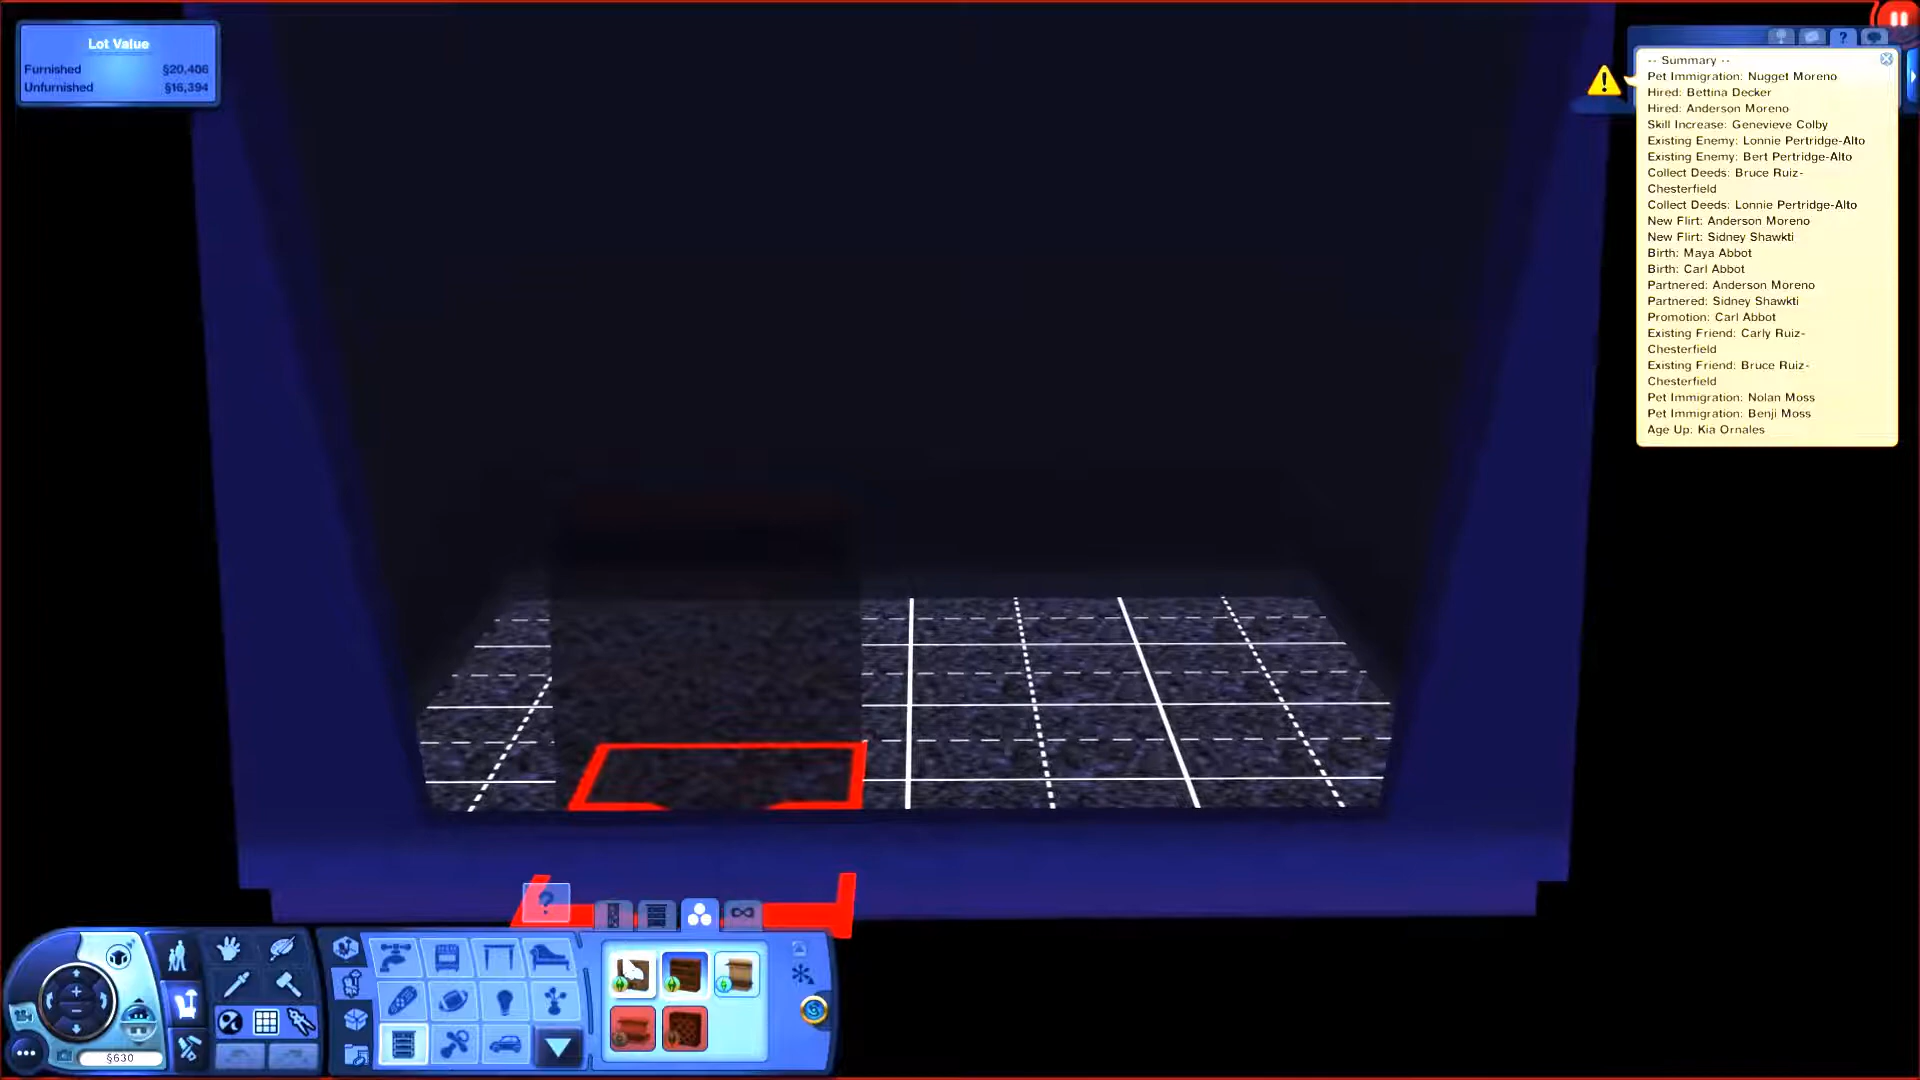 Lot Value
Furnished §20,406
Unfurnished §16,394
?
-- Summary --
Pet Immigration: Nugget Moreno
Hired: Bettina Decker
Hired: Anderson Moreno
Skill Increase: Genevieve Colby
Existing Enemy: Lonnie Pertridge-Alto
Existing Enemy: Bert Pertridge-Alto
Collect Deeds: Bruce Ruiz-
Chesterfield
Collect Deeds: Lonnie Pertridge-Alto
New Flirt: Anderson Moreno
New Flirt: Sidney Shawkti
Birth: Maya Abbot
Birth: Carl Abbot
Partnered: Anderson Moreno
Partnered: Sidney Shawkti
Promotion: Carl Abbot
Existing Friend: Carly Ruiz-
Chesterfield
Existing Friend: Bruce Ruiz-
Chesterfield
Pet Immigration: Nolan Moss
Pet Immigration: Benji Moss
Age Up: Kia Ornales
?
§630